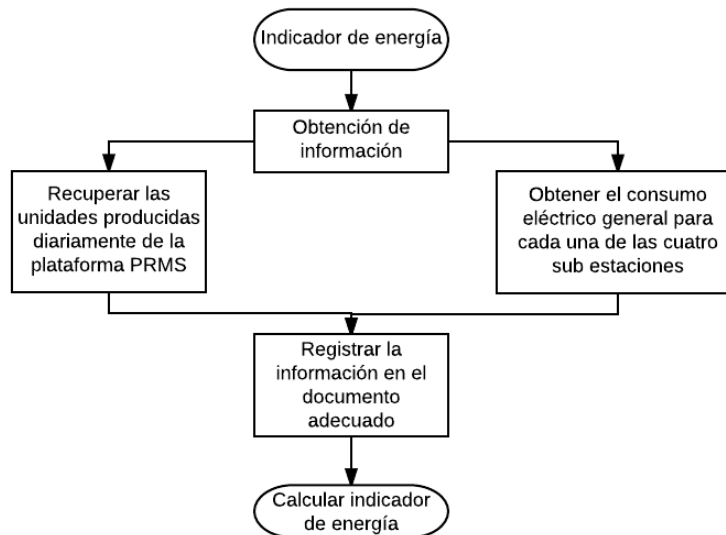 Indicador de energía
Obtención de
información
Recuperar las
unidades producidas
diariamente de la
plataforma PRMS
Obtener el consumo
eléctrico general para
cada una de las cuatro
sub estaciones
Registrar la
información en el
documento
adecuado
Calcular indicador
de energía